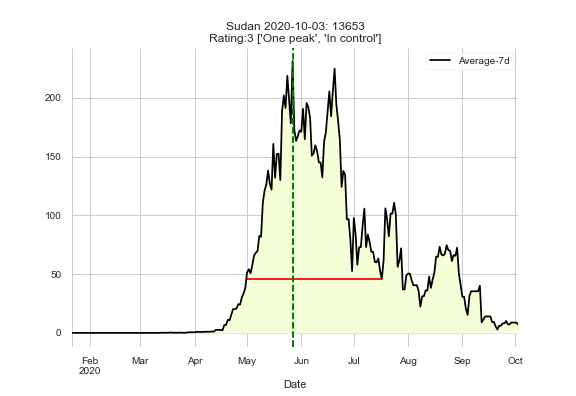 Sudan 2020-10-03: 13653
Rating:3 ['One peak', 'In control']
Average-7d
200
150
100
50
0
Feb Mar Apr May Jun Jul Aug Sep Oct
2020
Date